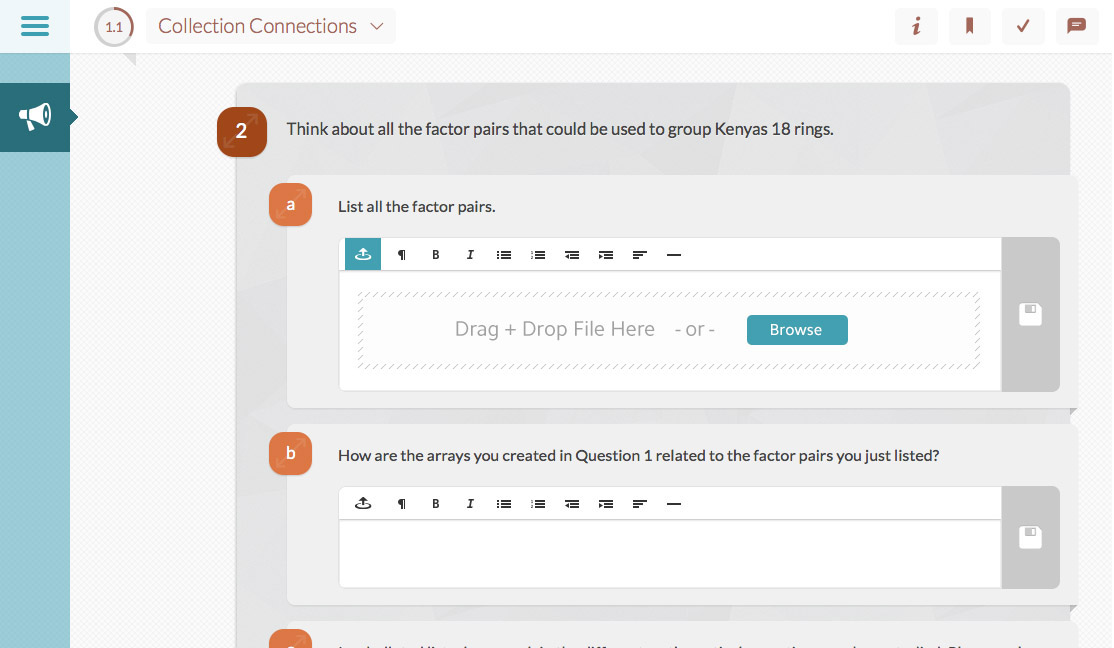 1.1 Collection Connections
2 Think about all the factor pairs that could be used to group Kenyas 18 rings.
a List all the factor pairs.
¶ B I
Drag + Drop File Here - or - Browse
b How are the arrays you created in Question 1 related to the factor pairs you just listed?
¶ B I